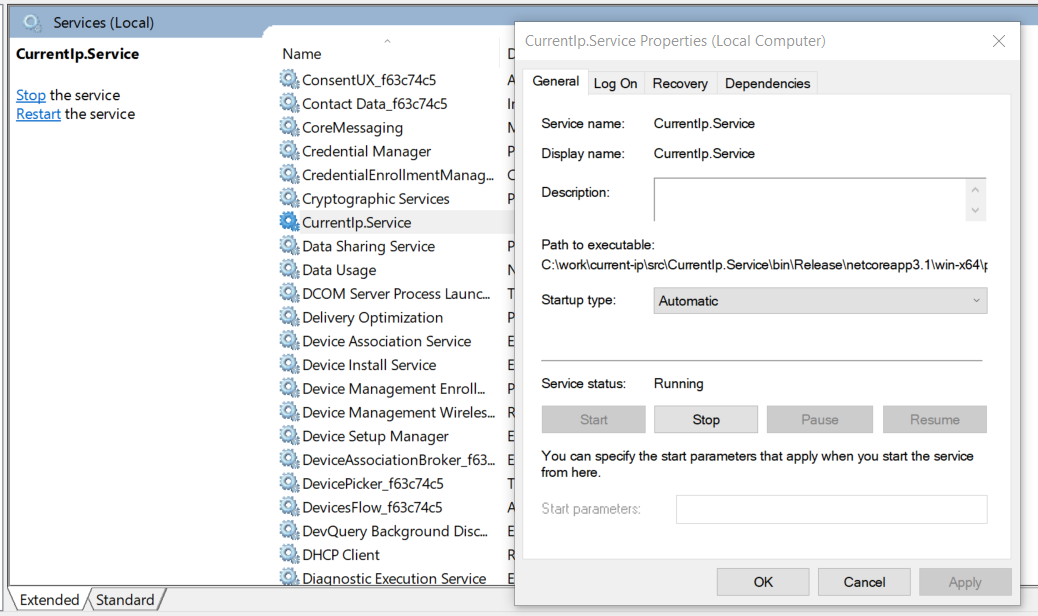 Services (Local)
CurrentIp.Service
Stop the service
Restart the service
Name
ConsentUX_f63c74c5
Contact Data_f63c74c5
CoreMessaging
Credential Manager
CredentialEnrollmentManag...
Cryptographic Services
CurrentIp.Service
Data Sharing Service
Data Usage
DCOM Server Process Launc...
Delivery Optimization
Device Association Service
Device Install Service
Device Management Enroll...
Device Management Wireles...
Device Setup Manager
DeviceAssociationBroker_f63...
DevicePicker_f63c74c5
DevicesFlow_f63c74c5
DevQuery Background Disc...
DHCP Client
Diagnostic Execution Service
Extended
Standard
CurrentIp.Service Properties (Local Computer)
General Log On Recovery Dependencies
Service name: CurrentIp.Service
Display name: CurrentIp.Service
Description:
Path to executable:
C:\work\current-ip\src\CurrentIp.Service\bin\Release\netcoreapp3.1\win-x64\p
Startup type: Automatic
Service status: Running
Start Stop Pause Resume
You can specify the start parameters that apply when you start the service
from here.
Start parameters:
OK Cancel Apply